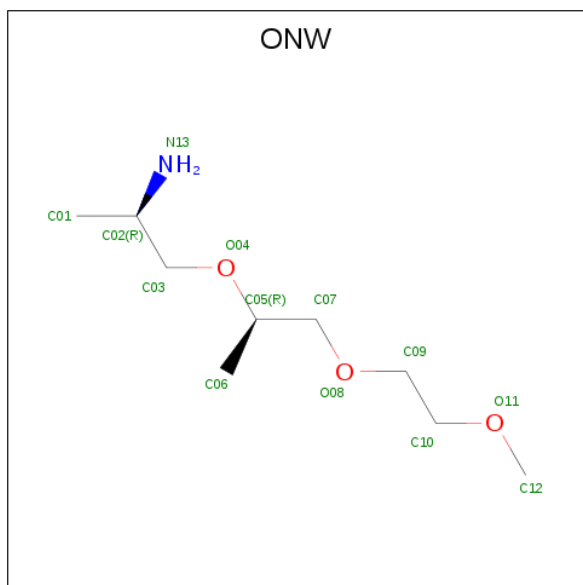 ONW
N13
NH₂
C01
C02(R)
O04
O
C03
C05(R)
C07
C06
C09
O
O08
O11
O
C10
C12